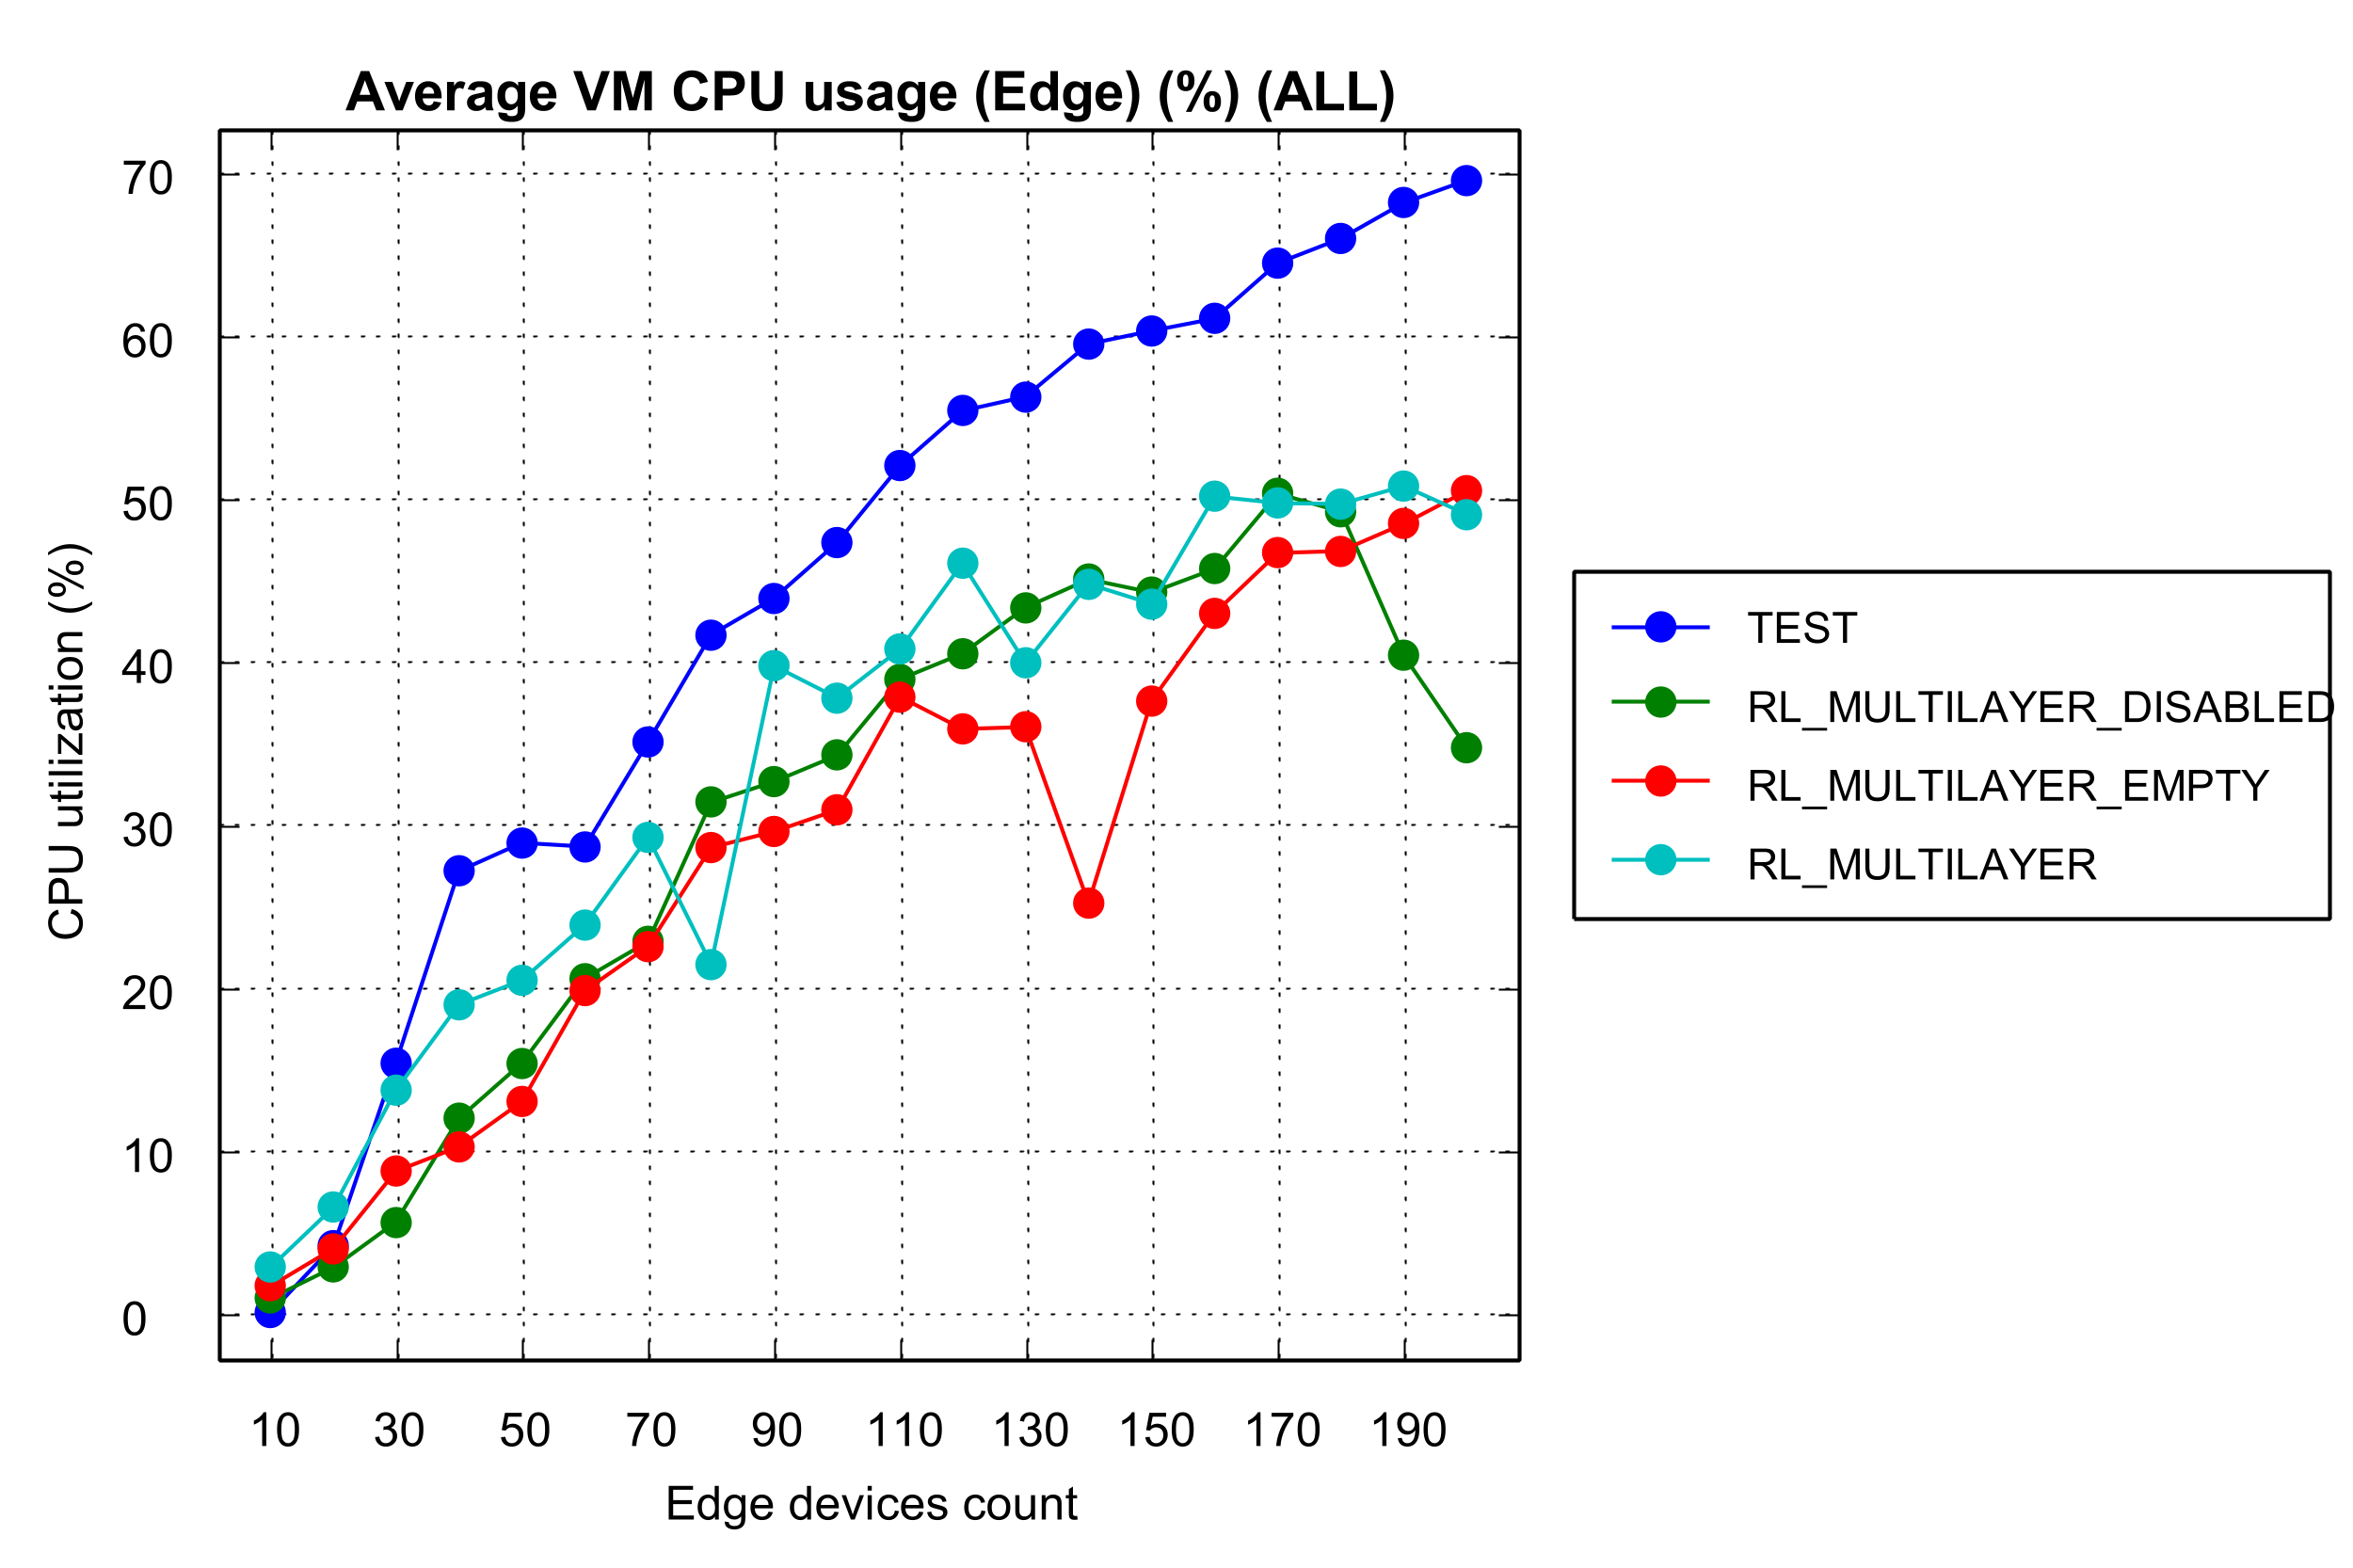 Average VM CPU usage (Edge) (%) (ALL)
CPU utilization (%)
70
60
50
40
30
20
10
0
10 30 50 70 90 110 130 150 170 190
Edge devices count
TEST
RL_MULTILAYER_DISABLED
RL_MULTILAYER_EMPTY
RL_MULTILAYER